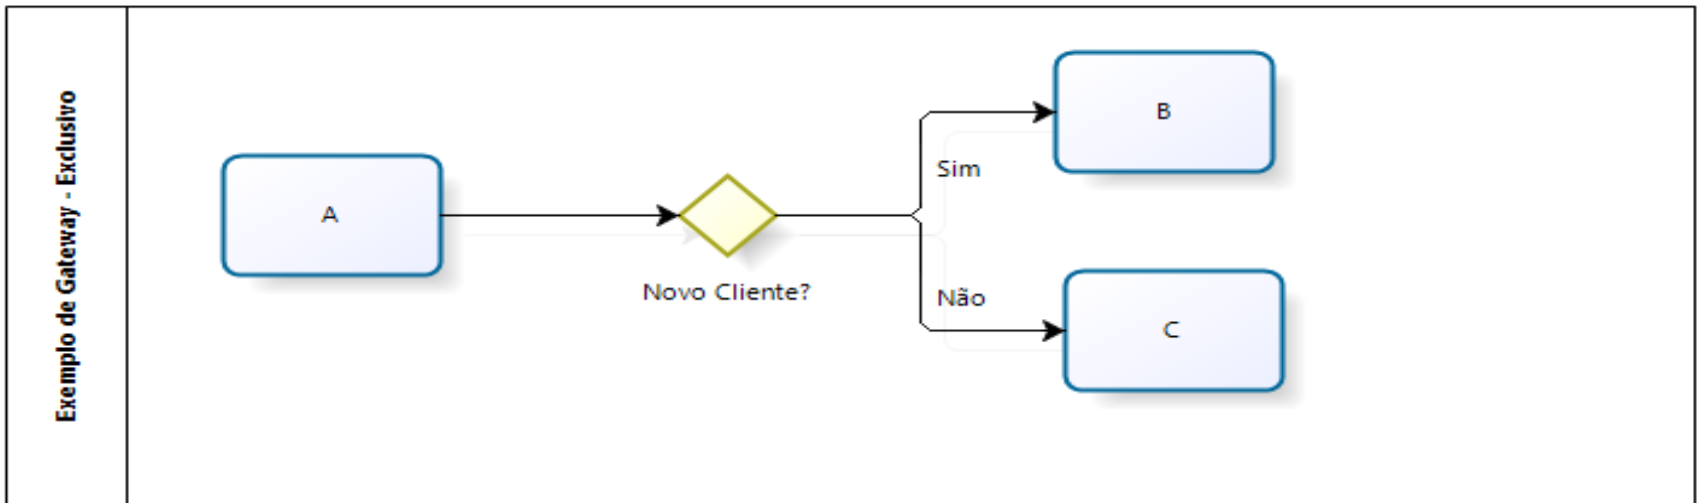 Exemplo de Gateway - Exclusivo
A
Novo Cliente?
Sim
B
Não
C